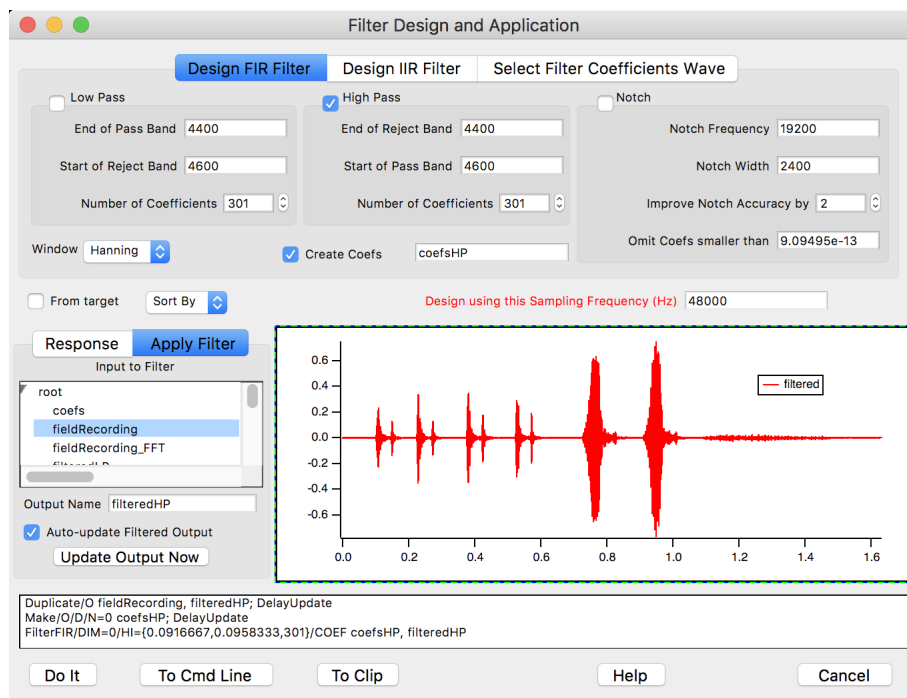 Filter Design and Application
Design FIR Filter Design IIR Filter Select Filter Coefficients Wave
Low Pass
End of Pass Band 4400
Start of Reject Band 4600
Number of Coefficients 301
High Pass
End of Reject Band 4400
Start of Pass Band 4600
Number of Coefficients 301
Notch
Notch Frequency 19200
Notch Width 2400
Improve Notch Accuracy by 2
Omit Coefs smaller than 9.09495e-13
Window Hanning
Create Coefs coefsHP
From target Sort By
Design using this Sampling Frequency (Hz) 48000
Response Apply Filter
Input to Filter
root
coefs
fieldRecording
fieldRecording_FFT
Output Name filteredHP
Auto-update Filtered Output
Update Output Now
0.6
0.4
0.2
0.0
-0.2
-0.4
-0.6
0.0 0.2 0.4 0.6 0.8 1.0 1.2 1.4 1.6
filtered
Duplicate/O fieldRecording, filteredHP; DelayUpdate
Make/O/D/N=0 coefsHP; DelayUpdate
FilterFIR/DIM=0/HI={0.0916667,0.0958333,301}/COEF coefsHP, filteredHP
Do It To Cmd Line To Clip Help Cancel